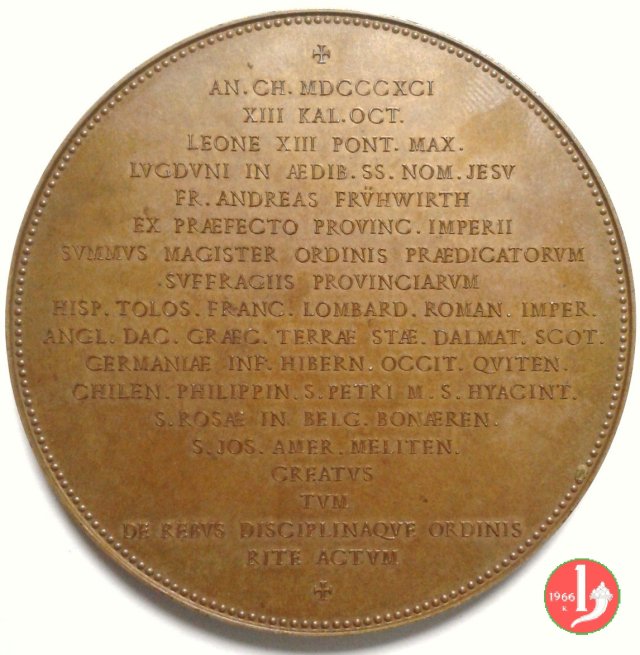 AN. CH. MDCCCXCI
XIII KAL. OCT.
LEONE XIII PONT. MAX.
LVGDVNI IN ÆDIB. SS. NOM. JESV
FR. ANDREAS FRÜHWIRTH
EX PRÆFECTO PROVINC. IMPERII
SVMMVS MAGISTER ORDINIS PRÆDICATORVM
SVFFRAGIIS PROVINCIARVM
HISP. TOLOS. FRANC. LOMBARD. ROMAN. IMPER.
ANGL. DAC. GRÆC. TERRÆ STÆ. DALMAT. SCOT.
GERMANIÆ INF. HIBERN. OCCIT. QVITEN.
CHILEN. PHILIPPIN. S. PETRI M. S. HYACINT.
S. ROSÆ IN BELG. BONÆREN.
S. JOS. AMER. MELITEN.
CREATVS
TVM
DE REBVS DISCIPLINAQVE ORDINIS
RITE ACTVM
1966
K